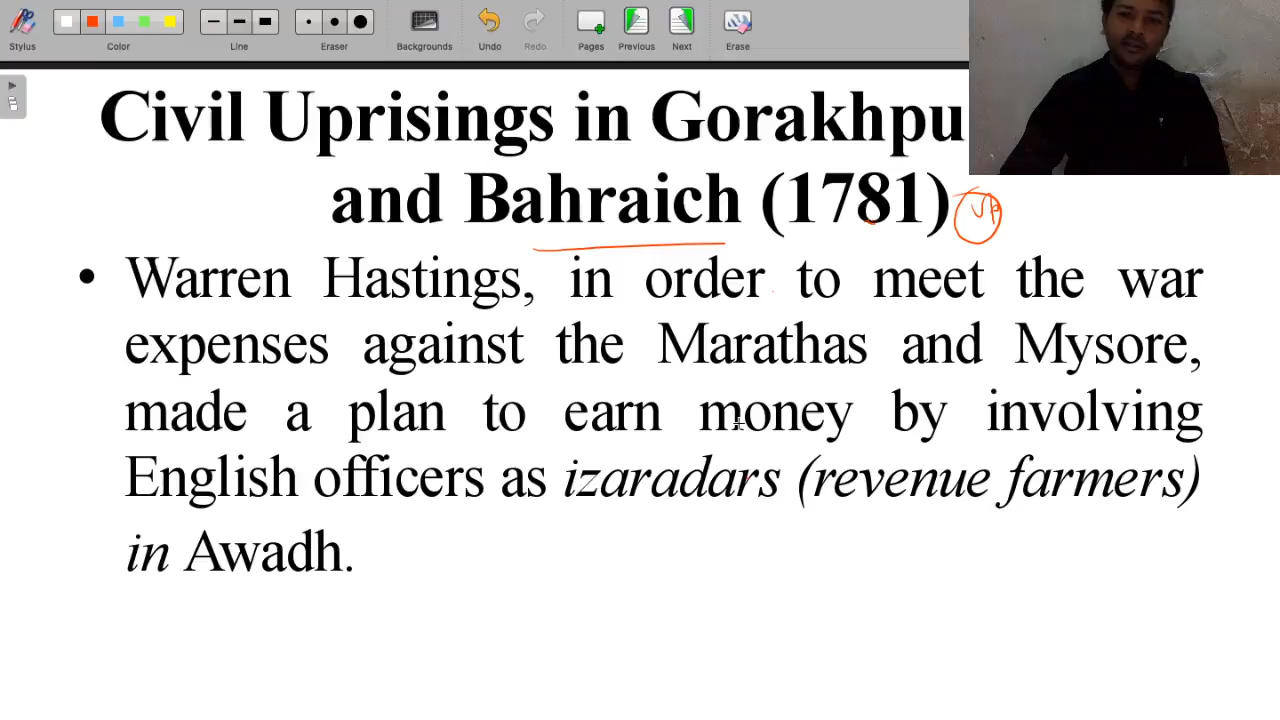 Stylus
Color
Line
Eraser
Backgrounds
Undo
Redo
Pages
Previous
Next
Erase
Civil Uprisings in Gorakhpu
and Bahraich (1781)
UP
• Warren Hastings, in order to meet the war
expenses against the Marathas and Mysore,
made a plan to earn money by involving
English officers as izaradars (revenue farmers)
in Awadh.